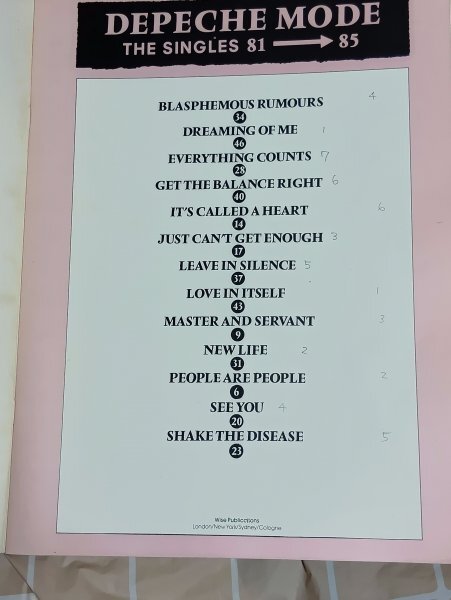 DEPECHE MODE
THE SINGLES 81 → 85
BLASPHEMOUS RUMOURS 4
34
DREAMING OF ME 1
46
EVERYTHING COUNTS 7
28
GET THE BALANCE RIGHT 6
40
IT'S CALLED A HEART 6
14
JUST CAN'T GET ENOUGH 3
17
LEAVE IN SILENCE 5
37
LOVE IN ITSELF 1
43
MASTER AND SERVANT 3
9
NEW LIFE 2
31
PEOPLE ARE PEOPLE 2
6
SEE YOU 4
20
SHAKE THE DISEASE 5
23
Wise Publications
London/New York/Sydney/Cologne